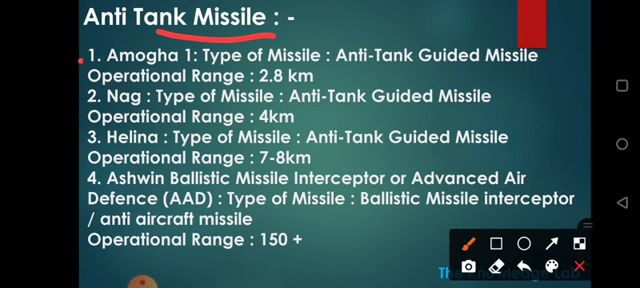 Anti Tank Missile : -
1. Amogha 1: Type of Missile : Anti-Tank Guided Missile
Operational Range : 2.8 km
2. Nag : Type of Missile : Anti-Tank Guided Missile
Operational Range : 4km
3. Helina : Type of Missile : Anti-Tank Guided Missile
Operational Range : 7-8km
4. Ashwin Ballistic Missile Interceptor or Advanced Air
Defence (AAD) : Type of Missile : Ballistic Missile interceptor
/ anti aircraft missile
Operational Range : 150 +
Lab